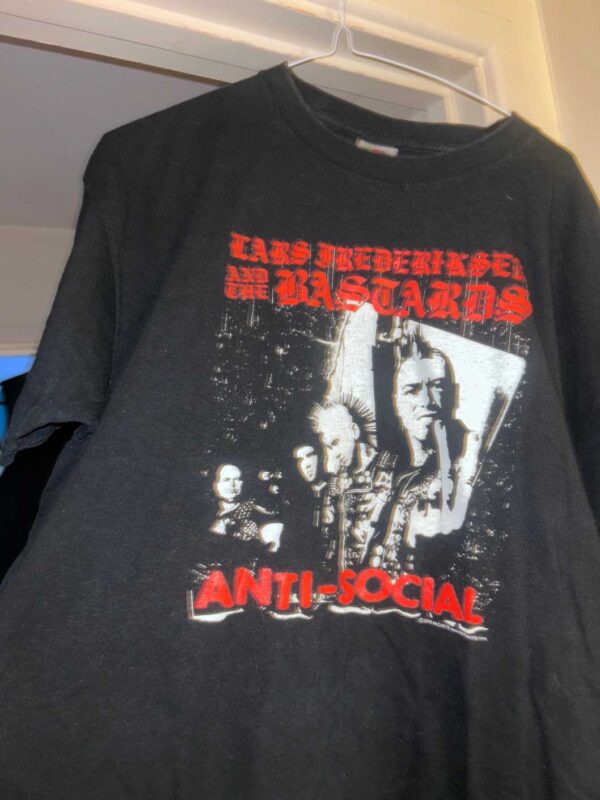 LARS FREDERIKSEN
AND THE BASTARDS
ANTI-SOCIAL